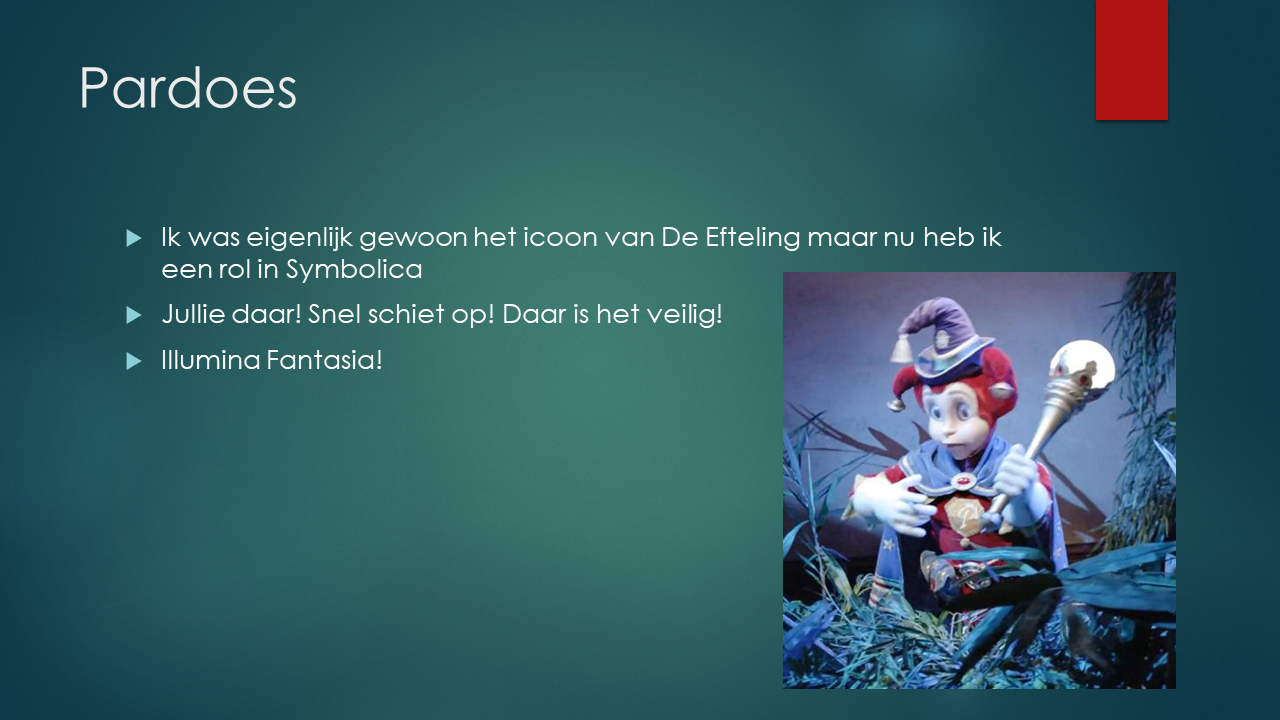 Pardoes
Ik was eigenlijk gewoon het icoon van De Efteling maar nu heb ik
een rol in Symbolica
Jullie daar! Snel schiet op! Daar is het veilig!
Illumina Fantasia!